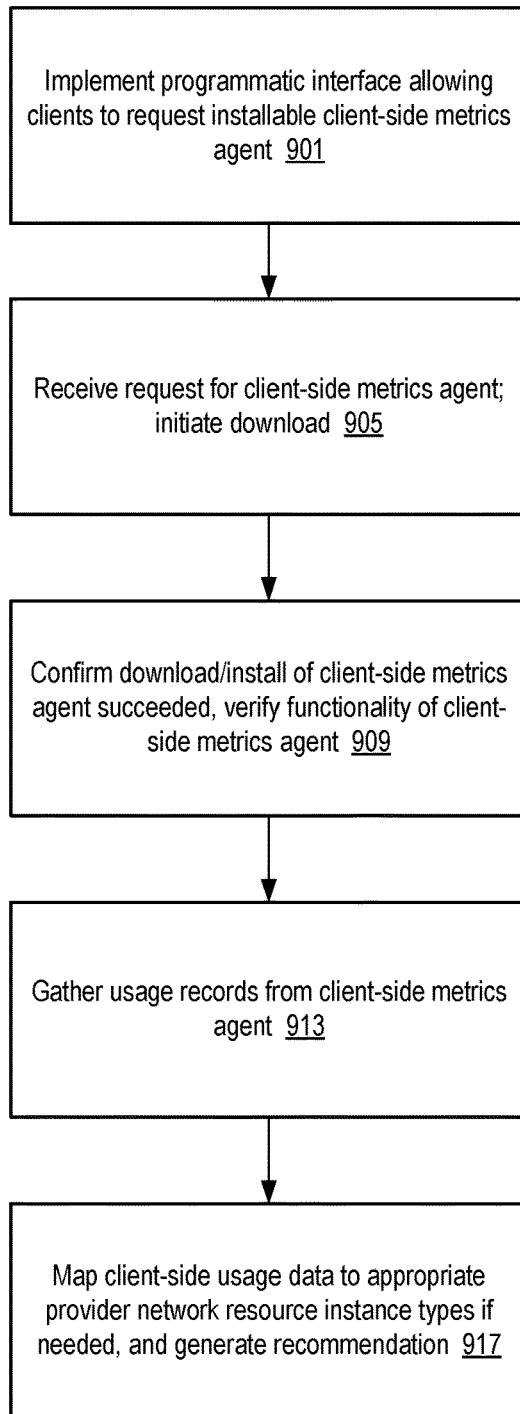 Implement programmatic interface allowing
clients to request installable client-side metrics
agent 901
Receive request for client-side metrics agent;
initiate download 905
Confirm download/install of client-side metrics
agent succeeded, verify functionality of client-
side metrics agent 909
Gather usage records from client-side metrics
agent 913
Map client-side usage data to appropriate
provider network resource instance types if
needed, and generate recommendation 917